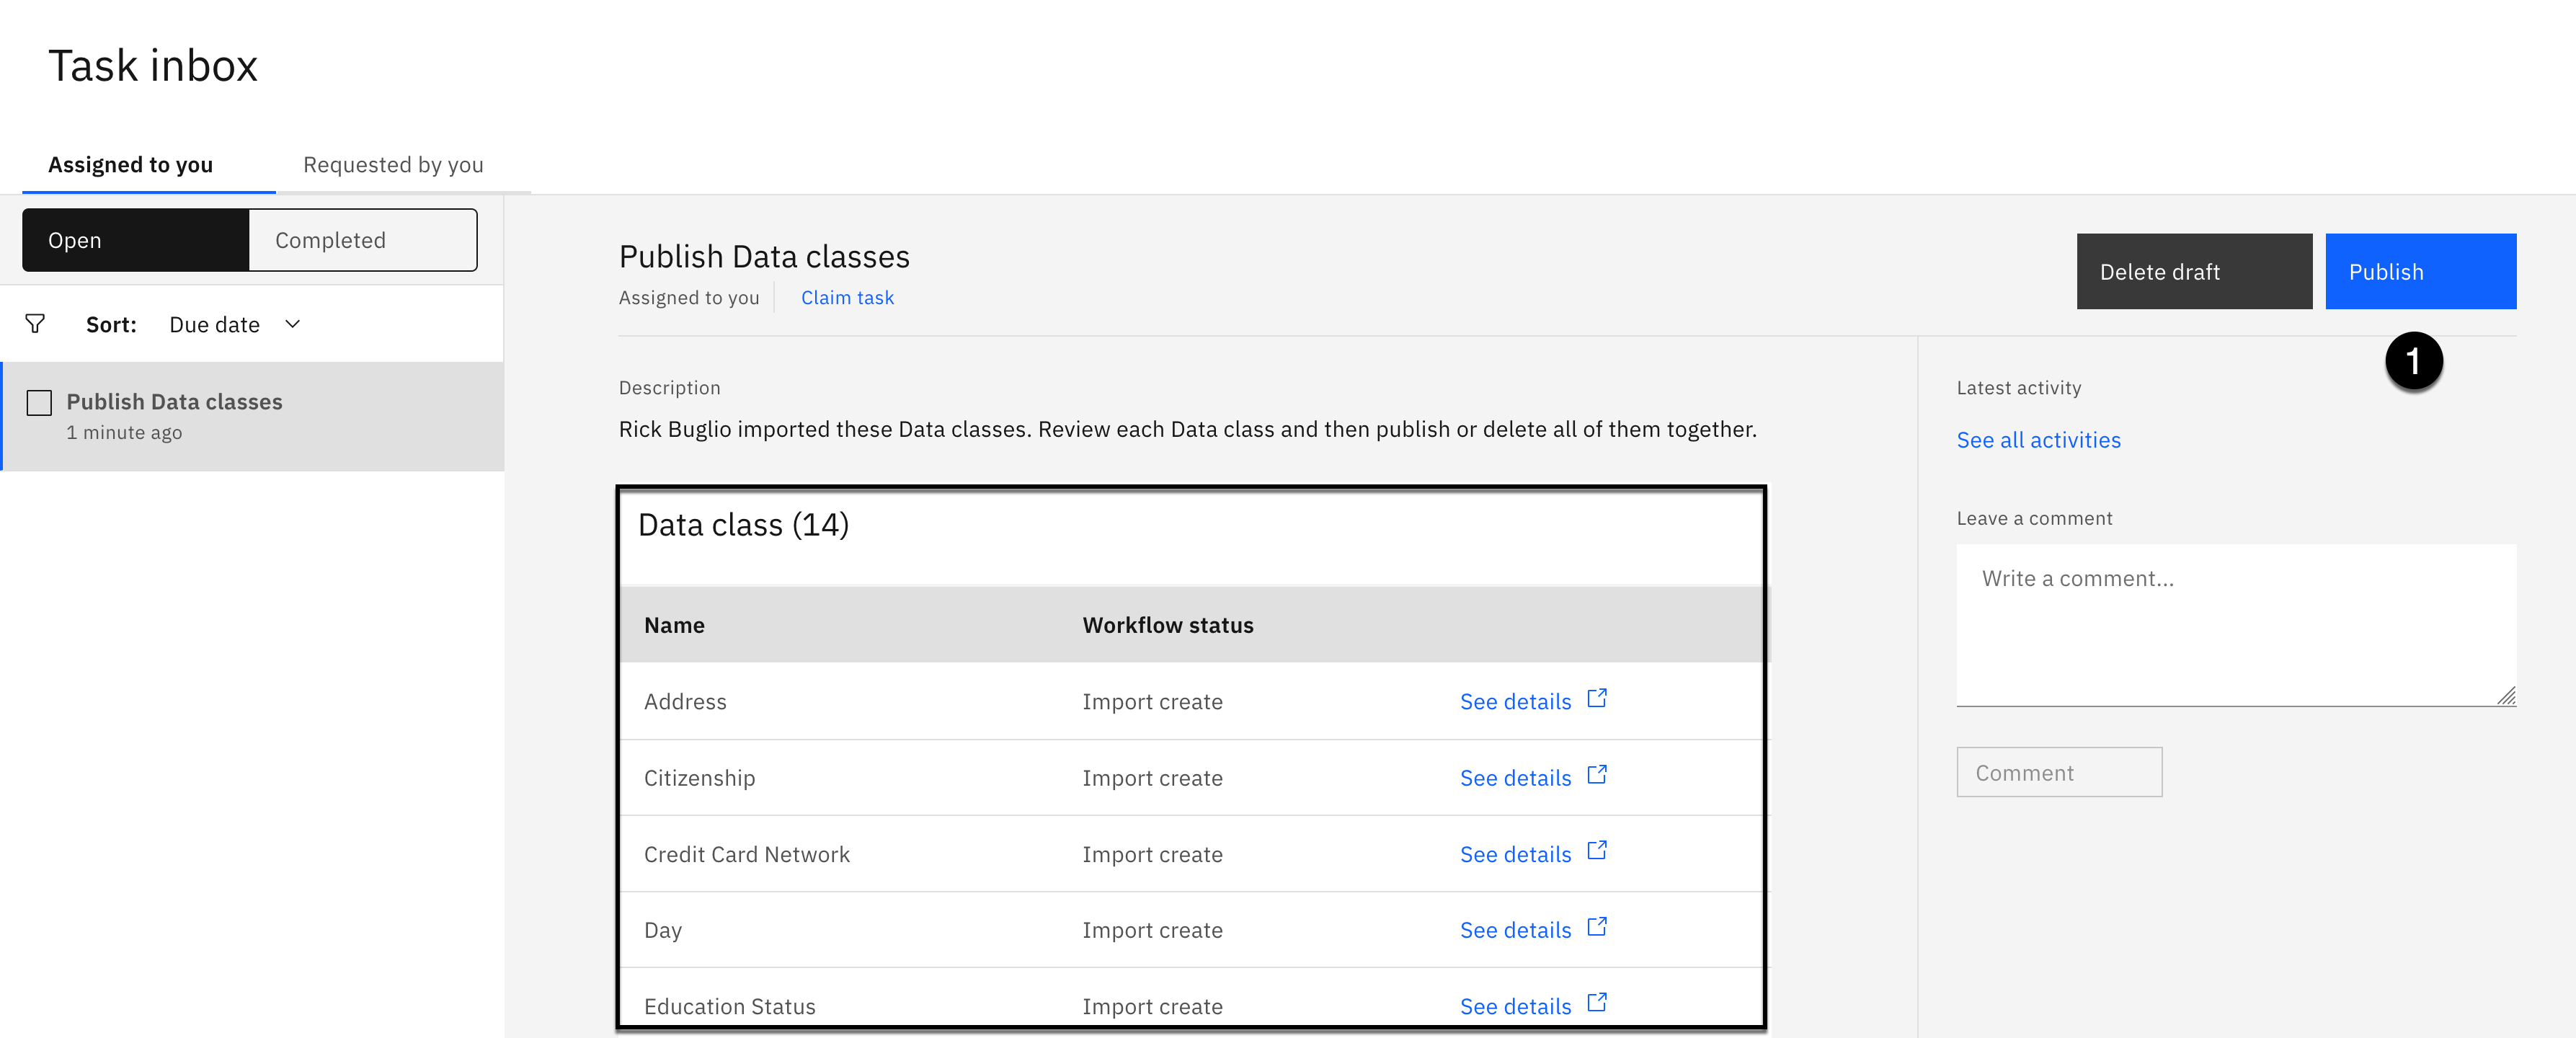 Task inbox
Assigned to you
Requested by you
Open
Completed
Sort: Due date
Publish Data classes
1 minute ago
Publish Data classes
Assigned to you
Claim task
Delete draft
Publish
1
Description
Rick Buglio imported these Data classes. Review each Data class and then publish or delete all of them together.
Data class (14)
Name Workflow status
Address Import create See details
Citizenship Import create See details
Credit Card Network Import create See details
Day Import create See details
Education Status Import create See details
Latest activity
See all activities
Leave a comment
Write a comment...
Comment